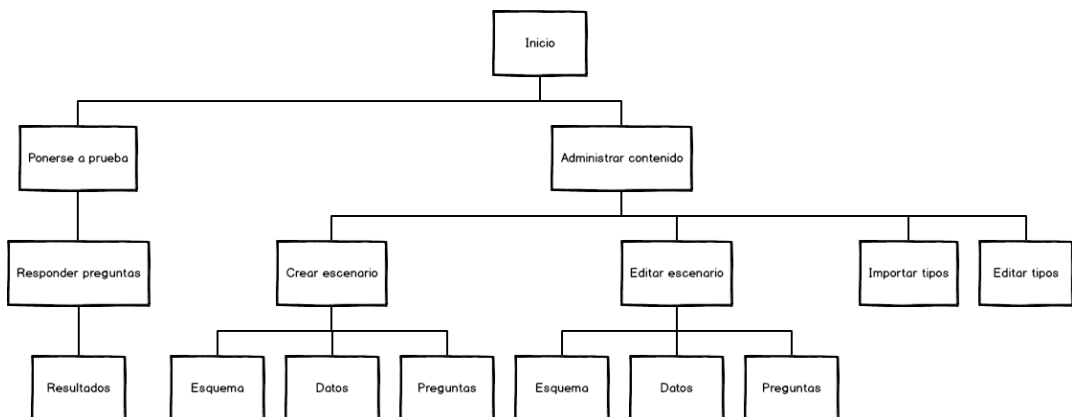 Inicio
Ponerse a prueba
Administrar contenido
Responder preguntas
Crear escenario
Editar escenario
Importar tipos
Editar tipos
Resultados
Esquema
Datos
Preguntas
Esquema
Datos
Preguntas